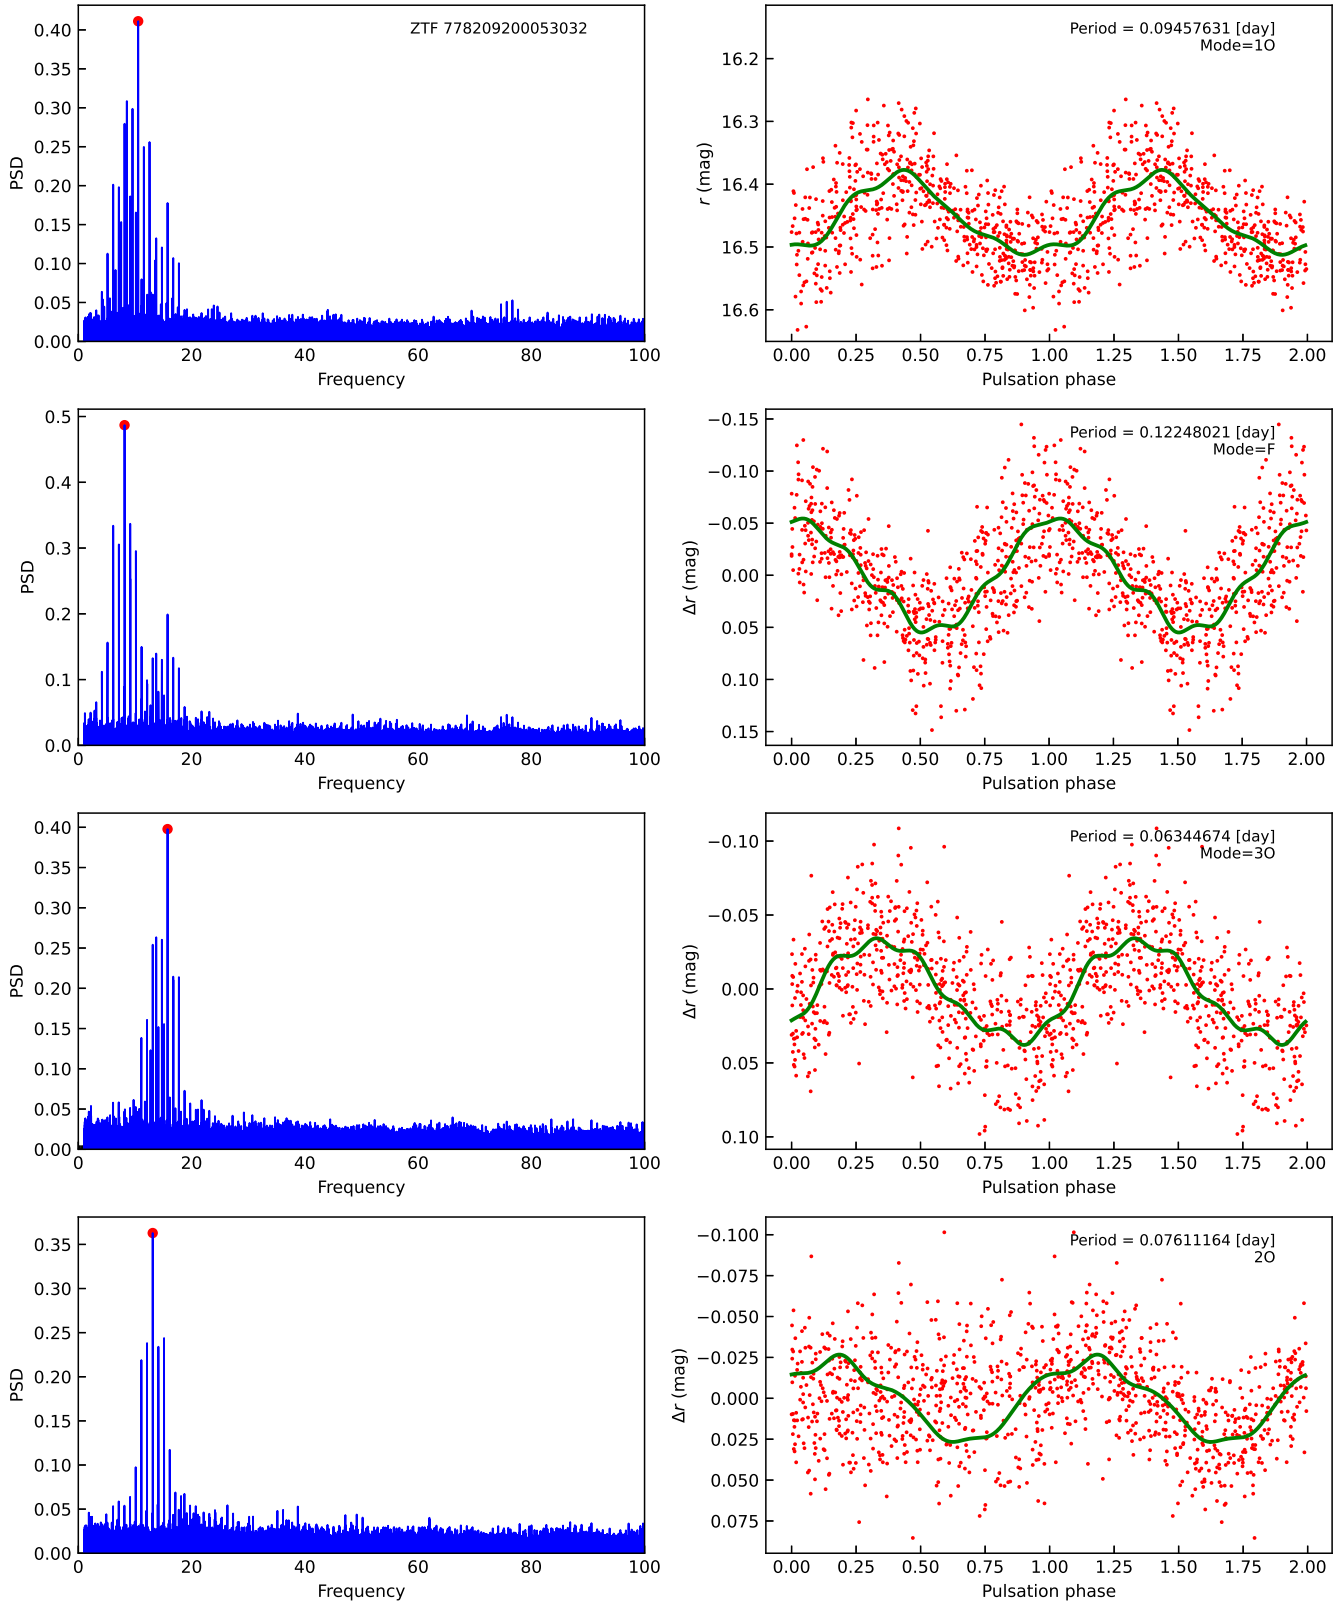 ZTF 778209200053032
PSD
0.40
0.35
0.30
0.25
0.20
0.15
0.10
0.05
0.00
0 20 40 60 80 100
Frequency
Period = 0.09457631 [day]
Mode=1O
r (mag)
16.2
16.3
16.4
16.5
16.6
0.00 0.25 0.50 0.75 1.00 1.25 1.50 1.75 2.00
Pulsation phase
PSD
0.5
0.4
0.3
0.2
0.1
0.0
0 20 40 60 80 100
Frequency
Period = 0.12248021 [day]
Mode=F
Δr (mag)
−0.15
−0.10
−0.05
0.00
0.05
0.10
0.15
0.00 0.25 0.50 0.75 1.00 1.25 1.50 1.75 2.00
Pulsation phase
PSD
0.40
0.35
0.30
0.25
0.20
0.15
0.10
0.05
0.00
0 20 40 60 80 100
Frequency
Period = 0.06344674 [day]
Mode=3O
Δr (mag)
−0.10
−0.05
0.00
0.05
0.10
0.00 0.25 0.50 0.75 1.00 1.25 1.50 1.75 2.00
Pulsation phase
PSD
0.35
0.30
0.25
0.20
0.15
0.10
0.05
0.00
0 20 40 60 80 100
Frequency
Period = 0.07611164 [day]
2O
Δr (mag)
−0.100
−0.075
−0.050
−0.025
0.000
0.025
0.050
0.075
0.00 0.25 0.50 0.75 1.00 1.25 1.50 1.75 2.00
Pulsation phase